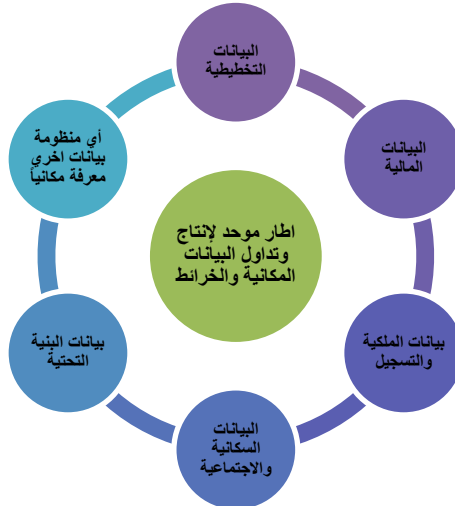 البيانات
التخطيطية
البيانات
المالية
بيانات الملكية
والتسجيل
البيانات
السكانية
والاجتماعية
بيانات البنية
التحتية
أي منظومة
بيانات اخري
معرفة مكانياً
اطار موحد لإنتاج
وتداول البيانات
المكانية والخرائط